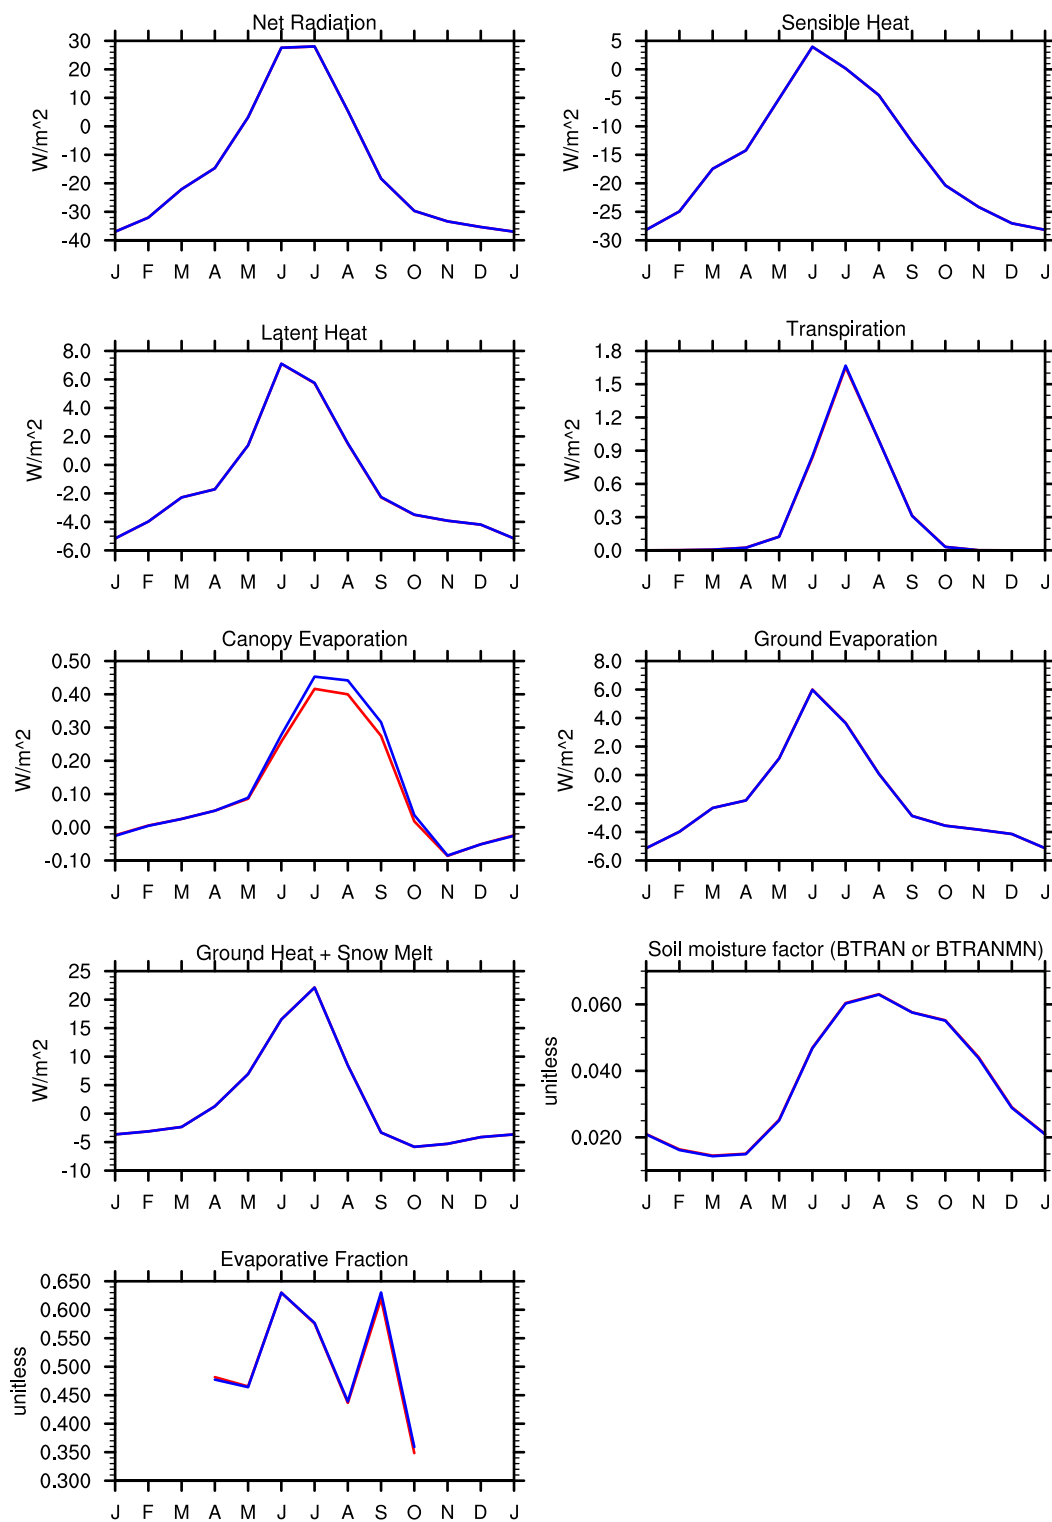 Net Radiation
W/m^2
30
20
10
0
-10
-20
-30
-40
J F M A M J J A S O N D J
Sensible Heat
W/m^2
5
0
-5
-10
-15
-20
-25
-30
J F M A M J J A S O N D J
Latent Heat
W/m^2
8.0
6.0
4.0
2.0
0.0
-2.0
-4.0
-6.0
J F M A M J J A S O N D J
Transpiration
W/m^2
1.8
1.5
1.2
0.9
0.6
0.3
0.0
J F M A M J J A S O N D J
Canopy Evaporation
W/m^2
0.50
0.40
0.30
0.20
0.10
0.00
-0.10
J F M A M J J A S O N D J
Ground Evaporation
W/m^2
8.0
6.0
4.0
2.0
0.0
-2.0
-4.0
-6.0
J F M A M J J A S O N D J
Ground Heat + Snow Melt
W/m^2
25
20
15
10
5
0
-5
-10
J F M A M J J A S O N D J
Soil moisture factor (BTRAN or BTRANMN)
unitless
0.060
0.040
0.020
J F M A M J J A S O N D J
Evaporative Fraction
unitless
0.650
0.600
0.550
0.500
0.450
0.400
0.350
0.300
J F M A M J J A S O N D J